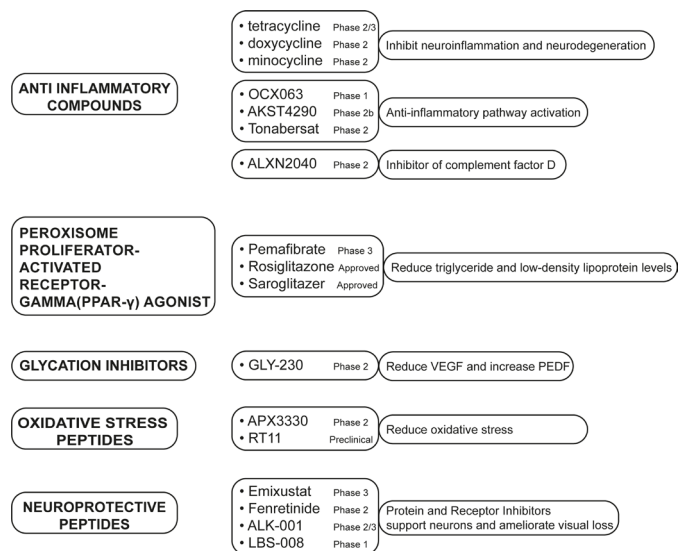 ANTI INFLAMMATORY
COMPOUNDS
• tetracycline Phase 2/3
• doxycycline Phase 2
• minocycline Phase 2
Inhibit neuroinflammation and neurodegeneration
• OCX063 Phase 1
• AKST4290 Phase 2b
• Tonabersat Phase 2
Anti-inflammatory pathway activation
• ALXN2040 Phase 2
Inhibitor of complement factor D
PEROXISOME
PROLIFERATOR-
ACTIVATED
RECEPTOR-
GAMMA(PPAR-γ) AGONIST
• Pemafibrate Phase 3
• Rosiglitazone Approved
• Saroglitazer Approved
Reduce triglyceride and low-density lipoprotein levels
GLYCATION INHIBITORS
• GLY-230 Phase 2
Reduce VEGF and increase PEDF
OXIDATIVE STRESS
PEPTIDES
• APX3330 Phase 2
• RT11 Preclinical
Reduce oxidative stress
NEUROPROTECTIVE
PEPTIDES
• Emixustat Phase 3
• Fenretinide Phase 2
• ALK-001 Phase 2/3
• LBS-008 Phase 1
Protein and Receptor Inhibitors
support neurons and ameliorate visual loss